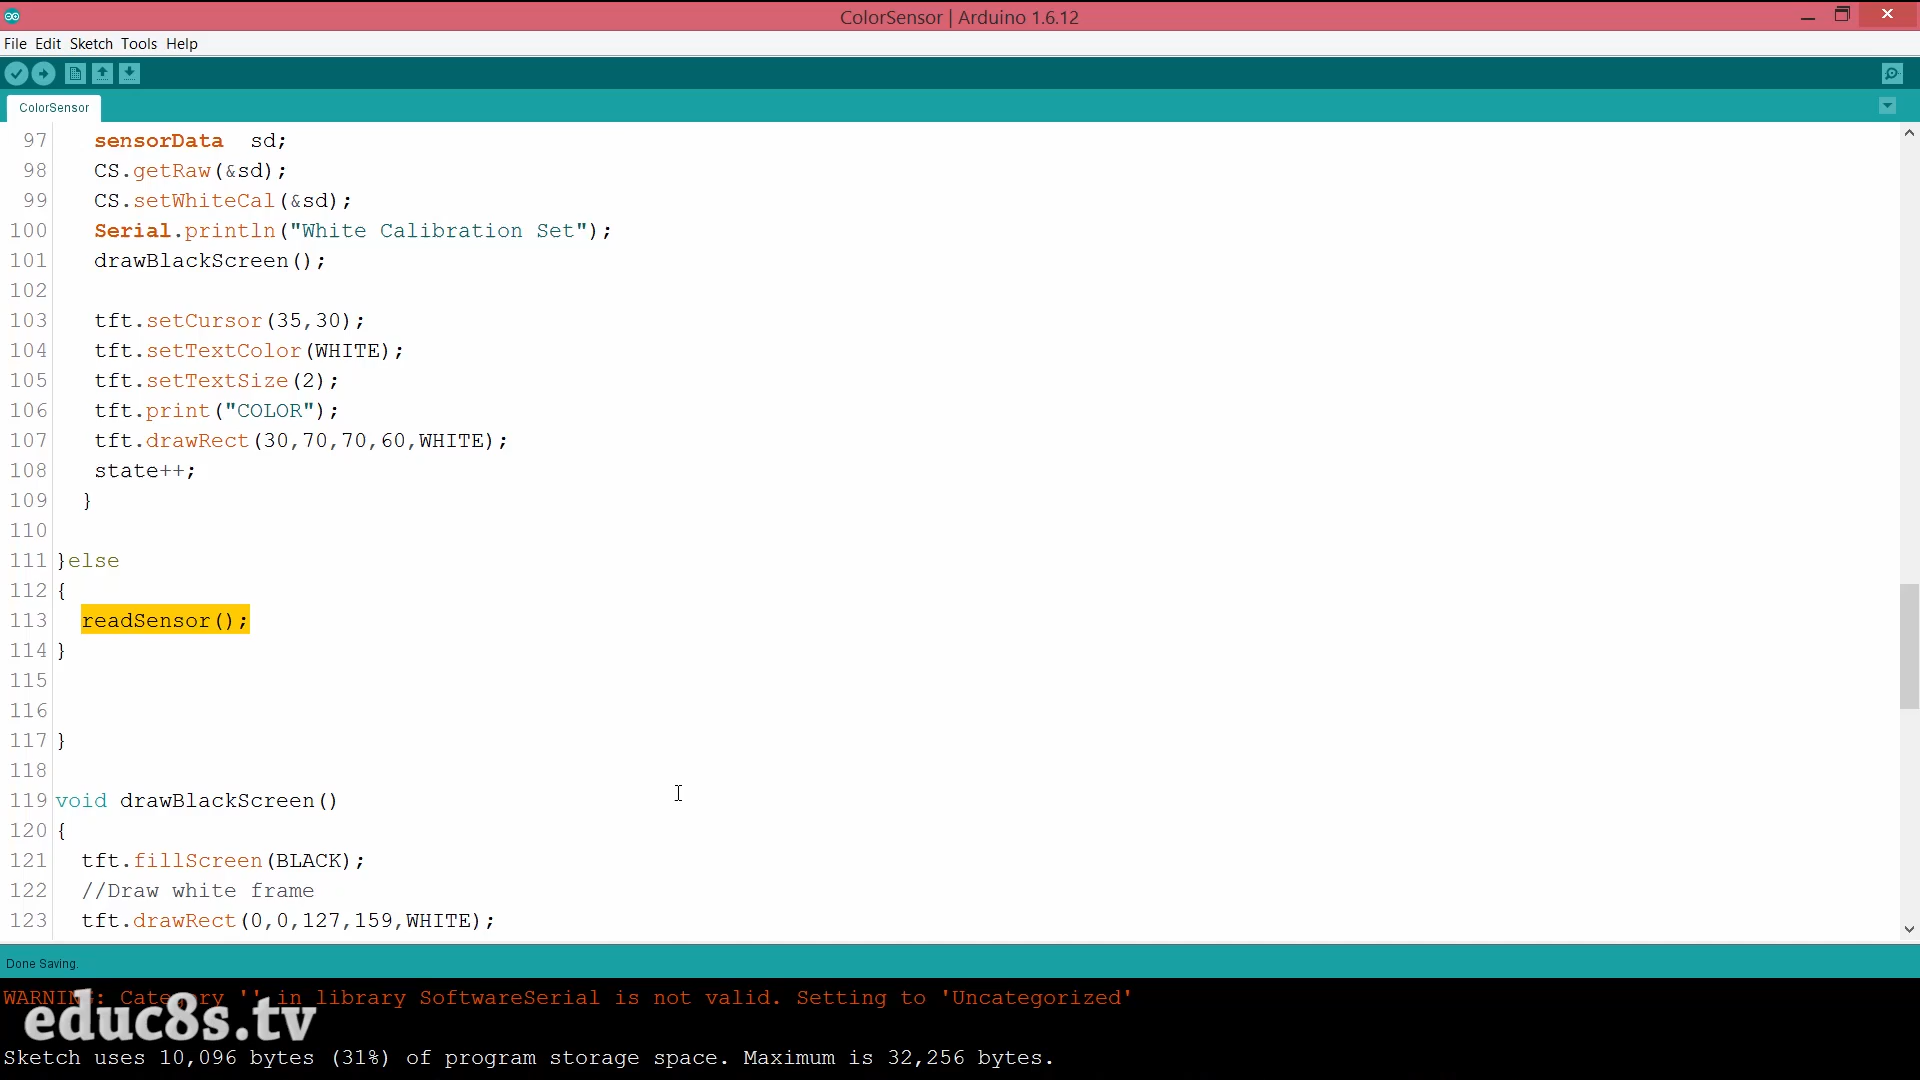 ColorSensor | Arduino 1.6.12
File Edit Sketch Tools Help
ColorSensor
97 sensorData  sd;
98 CS.getRaw(&sd);
99 CS.setWhiteCal(&sd);
100 Serial.println("White Calibration Set");
101 drawBlackScreen();
102
103 tft.setCursor(35,30);
104 tft.setTextColor(WHITE);
105 tft.setTextSize(2);
106 tft.print("COLOR");
107 tft.drawRect(30,70,70,60,WHITE);
108 state++;
109 }
110
111 }else
112 {
113 readSensor();
114 }
115
116
117 }
118
119 void drawBlackScreen()
120 {
121 tft.fillScreen(BLACK);
122 //Draw white frame
123 tft.drawRect(0,0,127,159,WHITE);
Done Saving.
WARNING: Category '' in library SoftwareSerial is not valid. Setting to 'Uncategorized'
educ8s.tv
Sketch uses 10,096 bytes (31%) of program storage space. Maximum is 32,256 bytes.